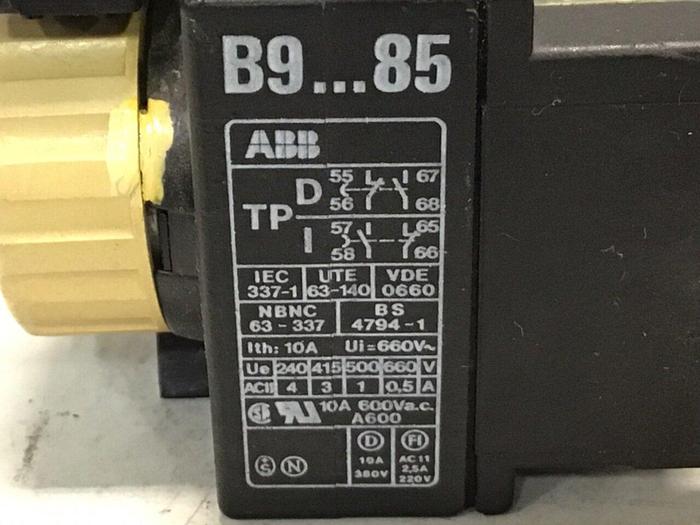 B9...85
ABB
TP D 55 67
56 68
I 57 65
58 66
IEC UTE VDE
337-1 63-140 0660
NBNC BS
63-337 4794-1
Ith: 10A Ui=660V~
Ue 240 415 500 660 V
AC11 4 3 1 0,5 A
10A 600Va.c.
A600
S N D FI
10A AC11
380V 2,5A
220V